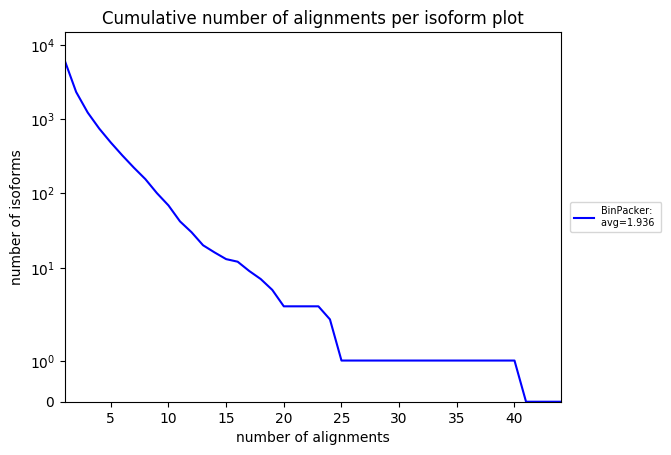 Cumulative number of alignments per isoform plot
10^4
10^3
10^2
10^1
10^0
0
number of isoforms
5 10 15 20 25 30 35 40
number of alignments
BinPacker:
avg=1.936